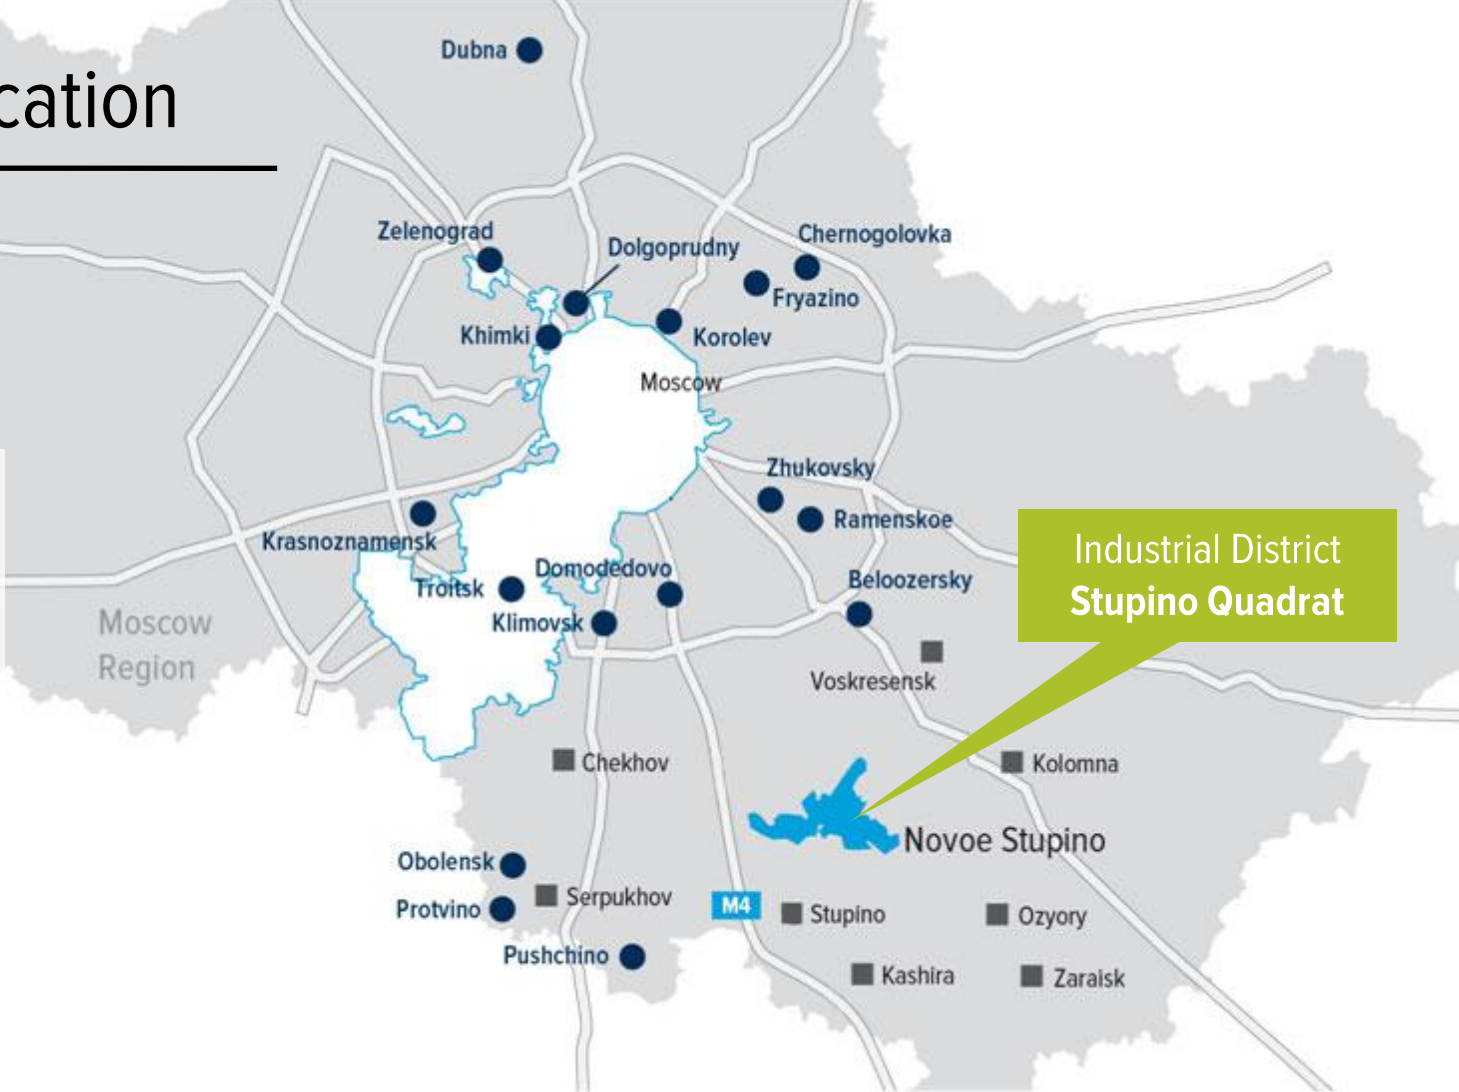 Dubna
cation
Zelenograd
Dolgoprudny
Chernogolovka
Fryazino
Khimki
Korolev
Moscow
Zhukovsky
Ramenskoe
Krasnoznamensk
Industrial District
Stupino Quadrat
Domodedovo
Troitsk
Beloozersky
Klimovsk
Moscow
Region
Voskresensk
Chekhov
Kolomna
Novoe Stupino
Obolensk
Serpukhov
Protvino
M4
Stupino
Ozyory
Pushchino
Kashira
Zaraisk